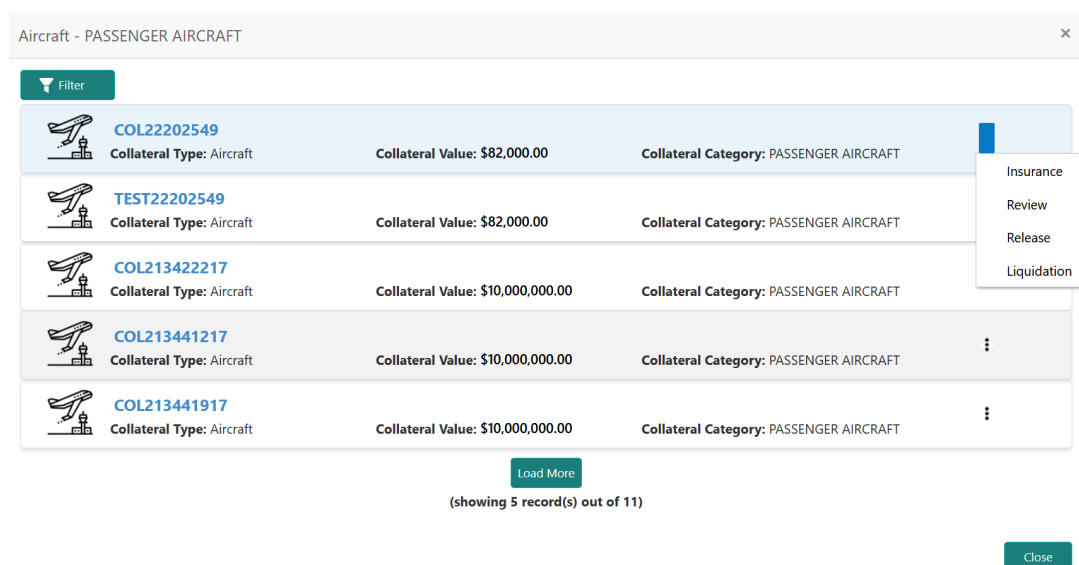 Aircraft - PASSENGER AIRCRAFT ×
Filter
COL22202549
Collateral Type: Aircraft Collateral Value: $82,000.00 Collateral Category: PASSENGER AIRCRAFT
Insurance
Review
Release
Liquidation
TEST22202549
Collateral Type: Aircraft Collateral Value: $82,000.00 Collateral Category: PASSENGER AIRCRAFT
COL213422217
Collateral Type: Aircraft Collateral Value: $10,000,000.00 Collateral Category: PASSENGER AIRCRAFT
COL213441217
Collateral Type: Aircraft Collateral Value: $10,000,000.00 Collateral Category: PASSENGER AIRCRAFT
COL213441917
Collateral Type: Aircraft Collateral Value: $10,000,000.00 Collateral Category: PASSENGER AIRCRAFT
Load More
(showing 5 record(s) out of 11)
Close